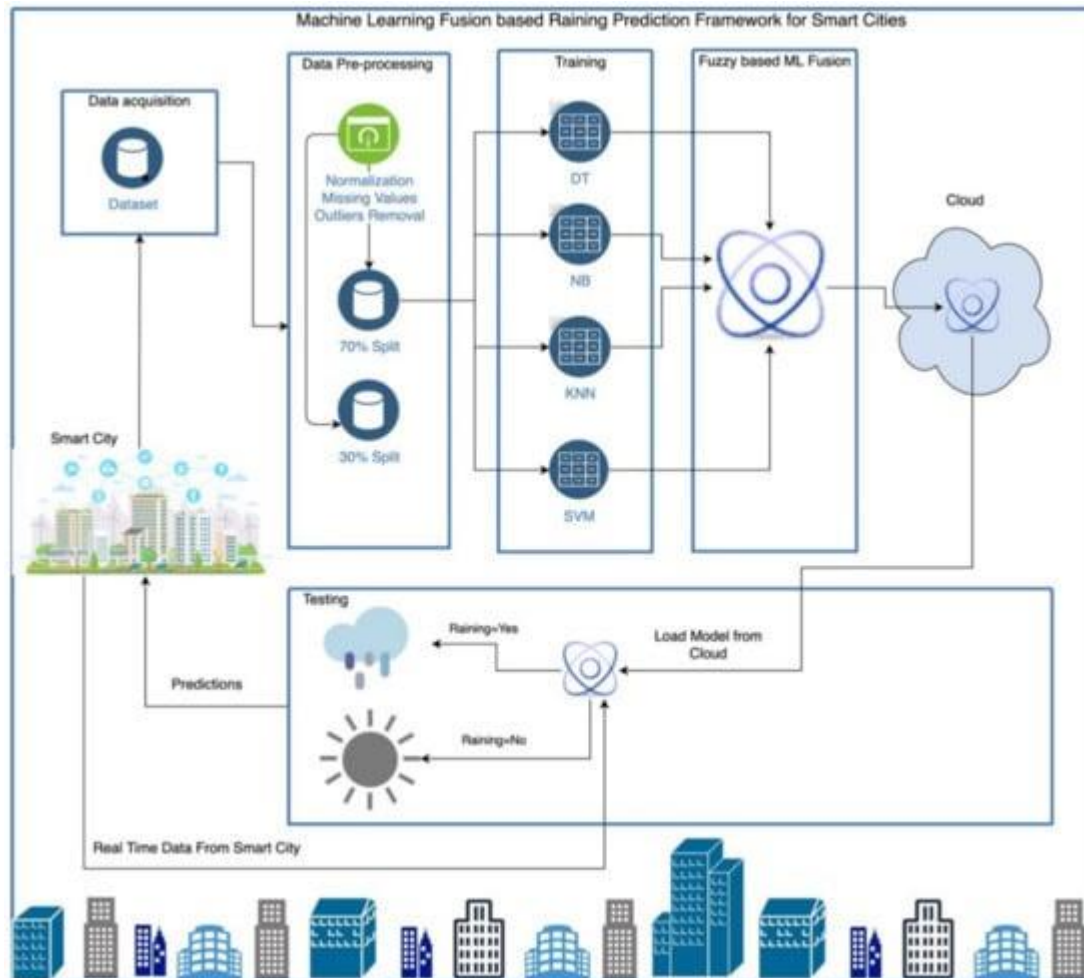 Machine Learning Fusion based Raining Prediction Framework for Smart Cities
Data acquisition
Dataset
Data Pre-processing
Normalization
Missing Values
Outliers Removal
70% Split
30% Split
Training
DT
NB
KNN
SVM
Fuzzy based ML Fusion
Cloud
Smart City
Testing
Raining=Yes
Raining=No
Load Model from
Cloud
Predictions
Real Time Data From Smart City